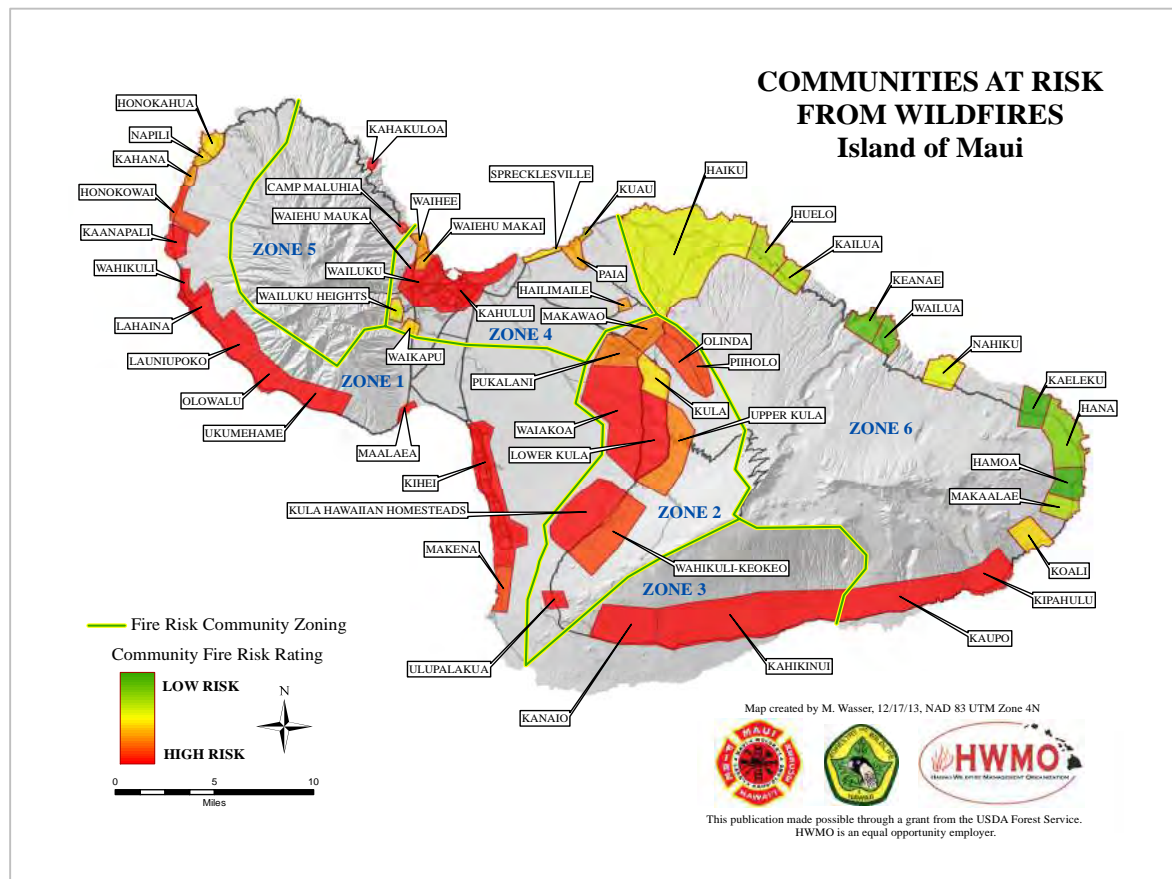 COMMUNITIES AT RISK
FROM WILDFIRES
Island of Maui
HONOKAHUA
NAPILI
KAHANA
HONOKOWAI
KAANAPALI
WAHIKULI
LAHAINA
LAUNIUPOKO
OLOWALU
UKUMEHAME
KAHAKULOA
CAMP MALUHIA
WAIHEE
WAIEHU MAUKA
WAIEHU MAKAI
ZONE 5
WAILUKU
WAILUKU HEIGHTS
KAHULUI
WAIKAPU
ZONE 4
ZONE 1
MAALAEA
SPRECKLESVILLE
KUAU
PAIA
HAILIMAILE
MAKAWAO
HAIKU
HUELO
KAILUA
KEANAE
WAILUA
NAHIKU
KAELEKU
HANA
HAMOA
MAKAALAE
KOALI
KIPAHULU
KAUPO
ZONE 6
OLINDA
PIIHOLO
PUKALANI
KULA
UPPER KULA
WAIAKOA
LOWER KULA
KIHEI
KULA HAWAIIAN HOMESTEADS
ZONE 2
MAKENA
WAHIKULI-KEOKEO
ZONE 3
ULUPALAKUA
KANAIO
KAHIKINUI
Fire Risk Community Zoning
Community Fire Risk Rating
LOW RISK
HIGH RISK
N
0 5 10
Miles
Map created by M. Wasser, 12/17/13, NAD 83 UTM Zone 4N
MAUI
FIRE
HAWAI'I
HWMO
HAWAII WILDFIRE MANAGEMENT ORGANIZATION
This publication made possible through a grant from the USDA Forest Service.
HWMO is an equal opportunity employer.